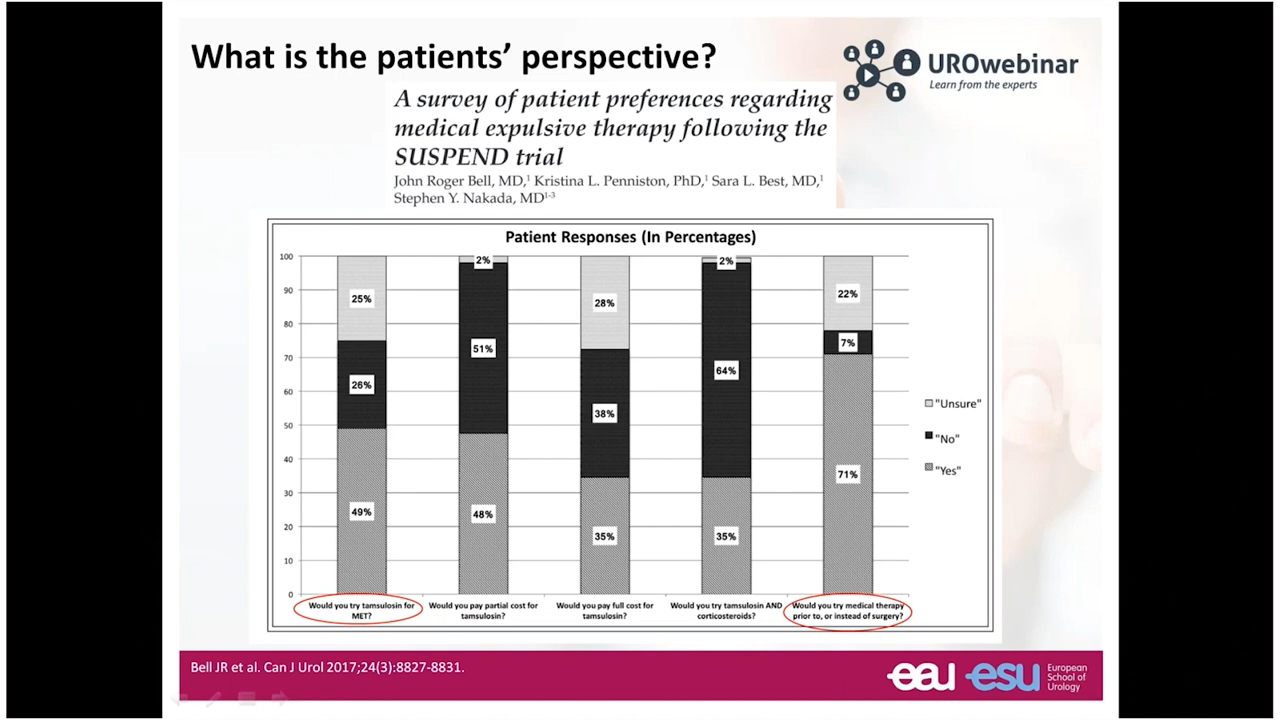 What is the patients' perspective?
UROwebinar
Learn from the experts
A survey of patient preferences regarding
medical expulsive therapy following the
SUSPEND trial
John Roger Bell, MD,¹ Kristina L. Penniston, PhD,¹ Sara L. Best, MD,¹
Stephen Y. Nakada, MD¹⁻³
Patient Responses (In Percentages)
100
90
80
70
60
50
40
30
20
10
0
25%
26%
49%
2%
51%
48%
28%
38%
35%
2%
64%
35%
22%
7%
71%
"Unsure"
"No"
"Yes"
Would you try tamsulosin for
MET?
Would you pay partial cost for
tamsulosin?
Would you pay full cost for
tamsulosin?
Would you try tamsulosin AND
corticosteroids?
Would you try medical therapy
prior to, or instead of surgery?
Bell JR et al. Can J Urol 2017;24(3):8827-8831.
eau
esu
European
School of
Urology